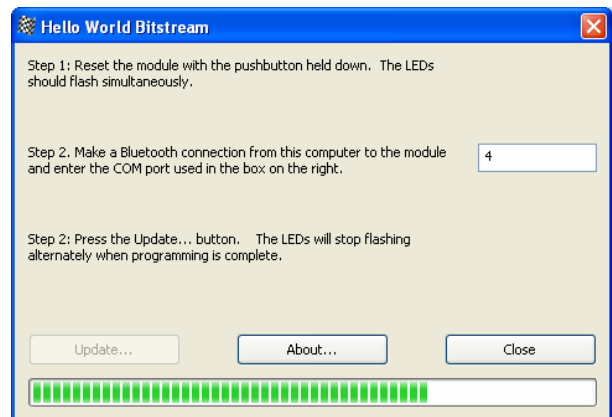 Hello World Bitstream
Step 1: Reset the module with the pushbutton held down.  The LEDs
should flash simultaneously.
Step 2. Make a Bluetooth connection from this computer to the module
and enter the COM port used in the box on the right.
4
Step 2: Press the Update... button.   The LEDs will stop flashing
alternately when programming is complete.
Update...
About...
Close